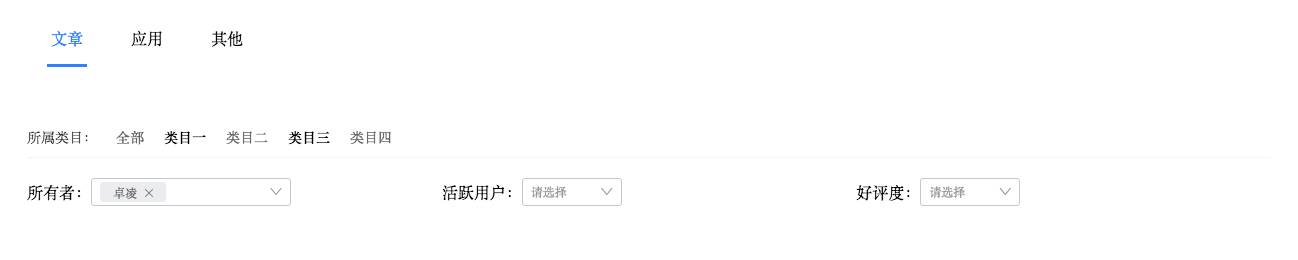 文章 应用 其他
所属类目： 全部 类目一 类目二 类目三 类目四
所有者： 卓凌 活跃用户： 请选择 好评度： 请选择